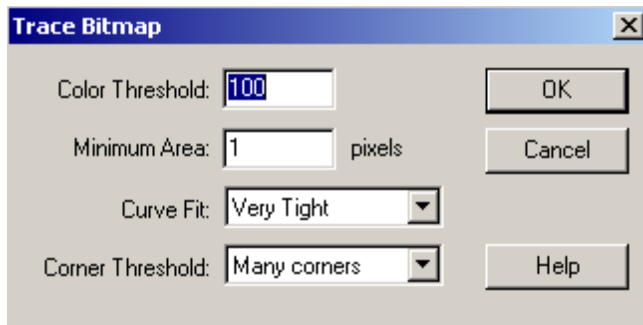 Trace Bitmap
Color Threshold: 100 OK
Minimum Area: 1 pixels Cancel
Curve Fit: Very Tight
Corner Threshold: Many corners Help